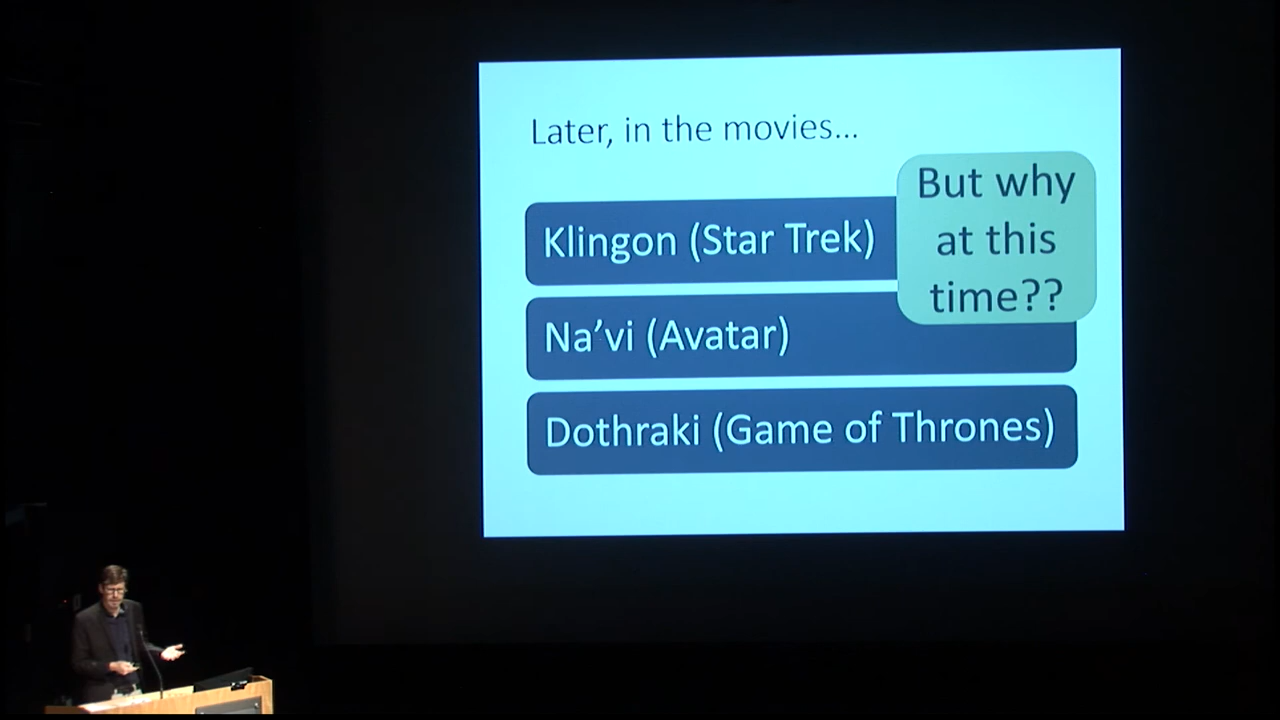 Later, in the movies...
But why
at this
time??
Klingon (Star Trek)
Na’vi (Avatar)
Dothraki (Game of Thrones)